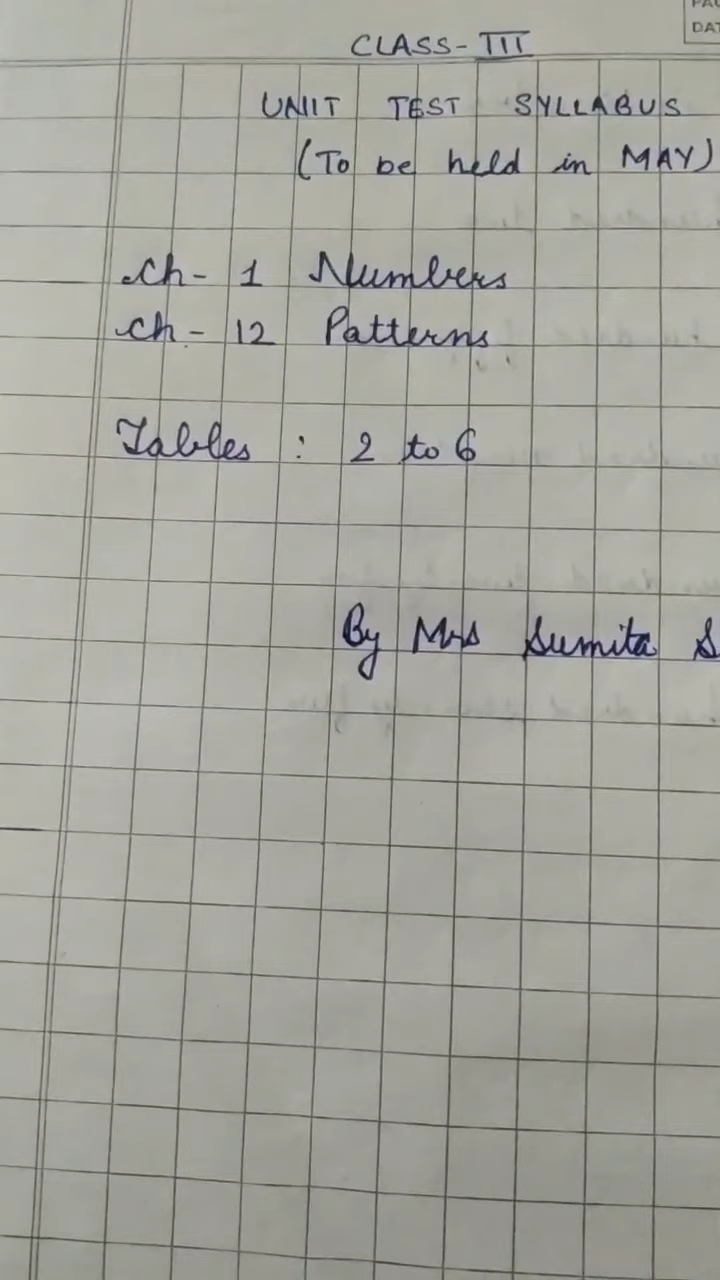 CLASS- III
UNIT TEST SYLLABUS
(To be held in MAY)
Ch- 1 Numbers
Ch- 12 Patterns
Tables : 2 to 6
By Mrs Sumita S